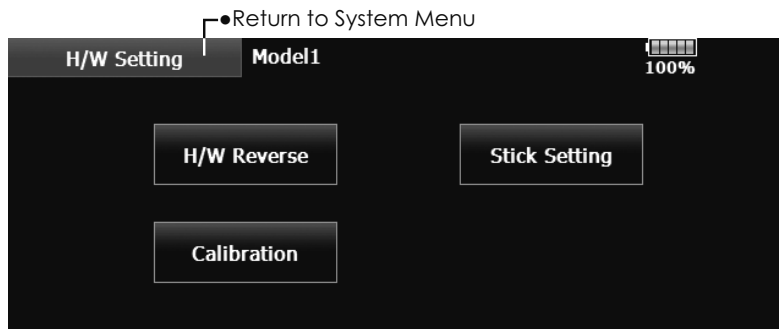 ●Return to System Menu
H/W Setting Model1
100%
H/W Reverse Stick Setting
Calibration